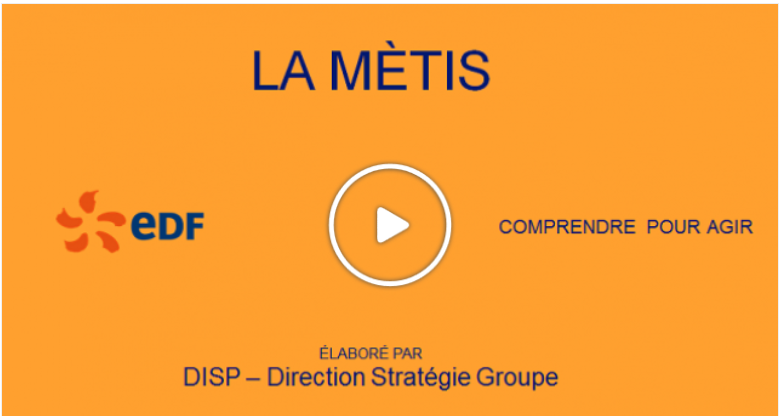 LA MÈTIS
eDF
COMPRENDRE POUR AGIR
ÉLABORÉ PAR
DISP – Direction Stratégie Groupe